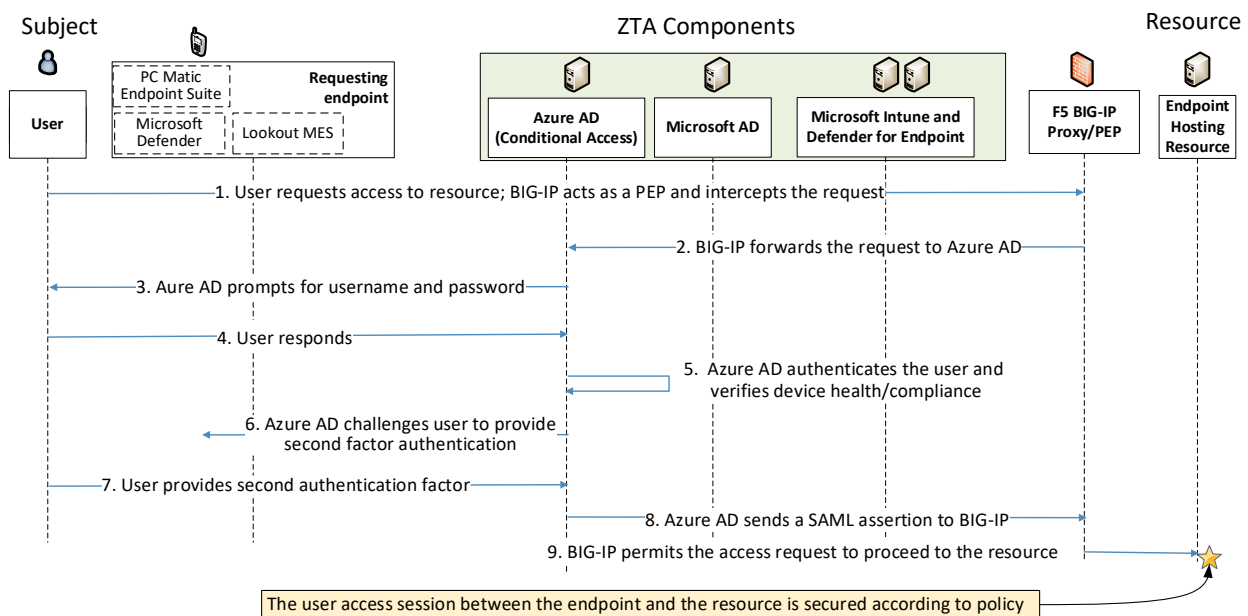 Subject
ZTA Components
Resource
User
PC Matic
Endpoint Suite
Microsoft
Defender
Lookout MES
Requesting
endpoint
Azure AD
(Conditional Access)
Microsoft AD
Microsoft Intune and
Defender for Endpoint
F5 BIG-IP
Proxy/PEP
Endpoint
Hosting
Resource
1. User requests access to resource; BIG-IP acts as a PEP and intercepts the request
2. BIG-IP forwards the request to Azure AD
3. Aure AD prompts for username and password
4. User responds
5. Azure AD authenticates the user and
verifies device health/compliance
6. Azure AD challenges user to provide
second factor authentication
7. User provides second authentication factor
8. Azure AD sends a SAML assertion to BIG-IP
9. BIG-IP permits the access request to proceed to the resource
The user access session between the endpoint and the resource is secured according to policy